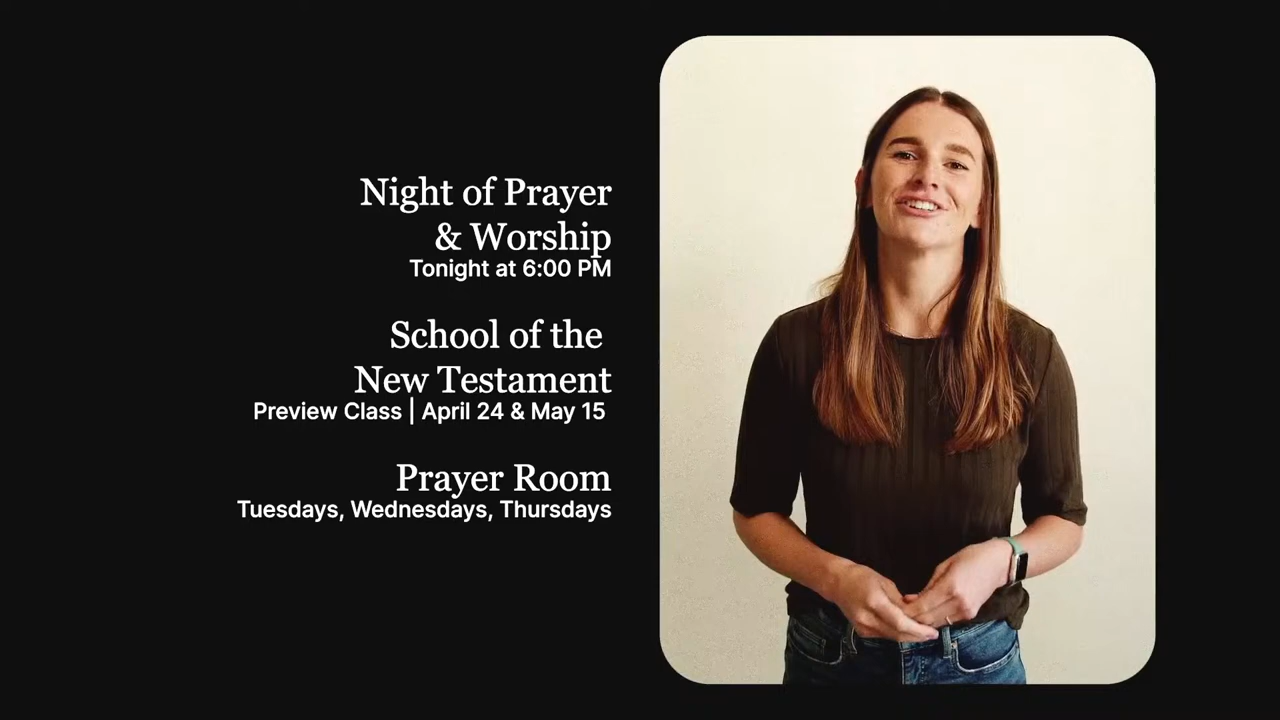 Night of Prayer
& Worship
Tonight at 6:00 PM
School of the
New Testament
Preview Class | April 24 & May 15
Prayer Room
Tuesdays, Wednesdays, Thursdays